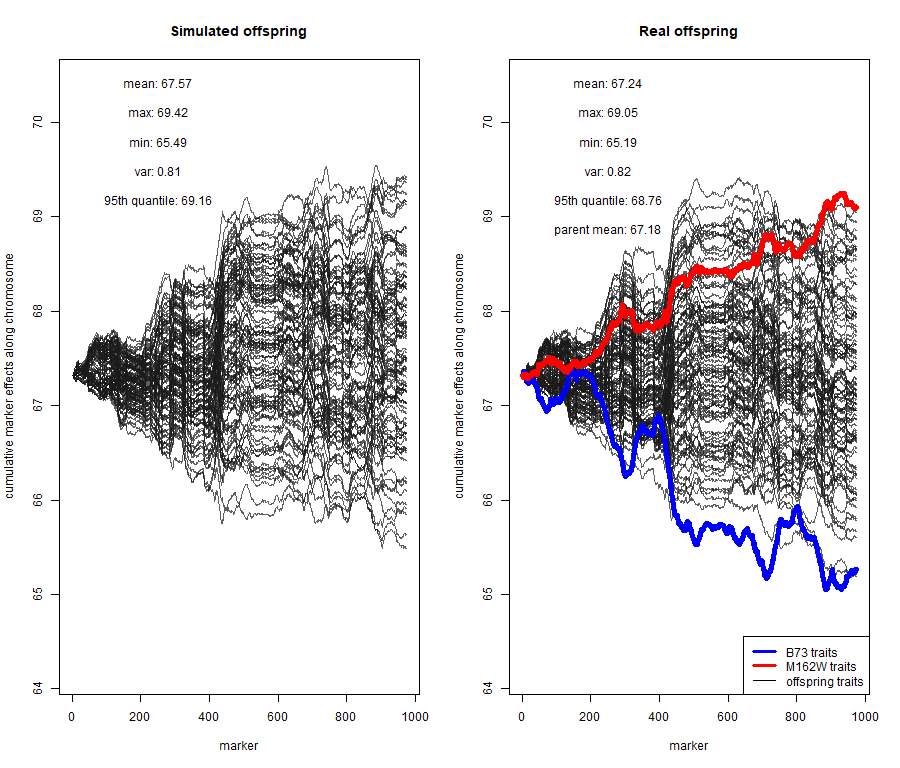 Simulated offspring
mean: 67.57
max: 69.42
min: 65.49
var: 0.81
95th quantile: 69.16
cumulative marker effects along chromosome
70
69
68
67
66
65
64
0 200 400 600 800 1000
marker
Real offspring
mean: 67.24
max: 69.05
min: 65.19
var: 0.82
95th quantile: 68.76
parent mean: 67.18
cumulative marker effects along chromosome
70
69
68
67
66
65
64
B73 traits
M162W traits
offspring traits
0 200 400 600 800 1000
marker